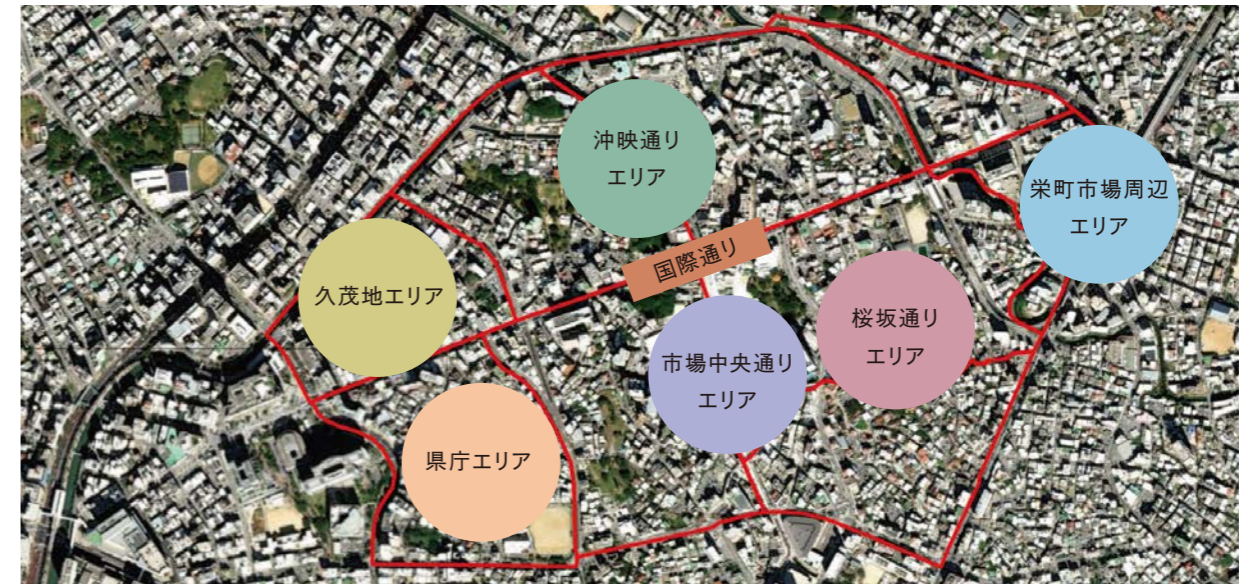 沖映通り
エリア
栄町市場周辺
エリア
国際通り
久茂地エリア
桜坂通り
エリア
市場中央通り
エリア
県庁エリア